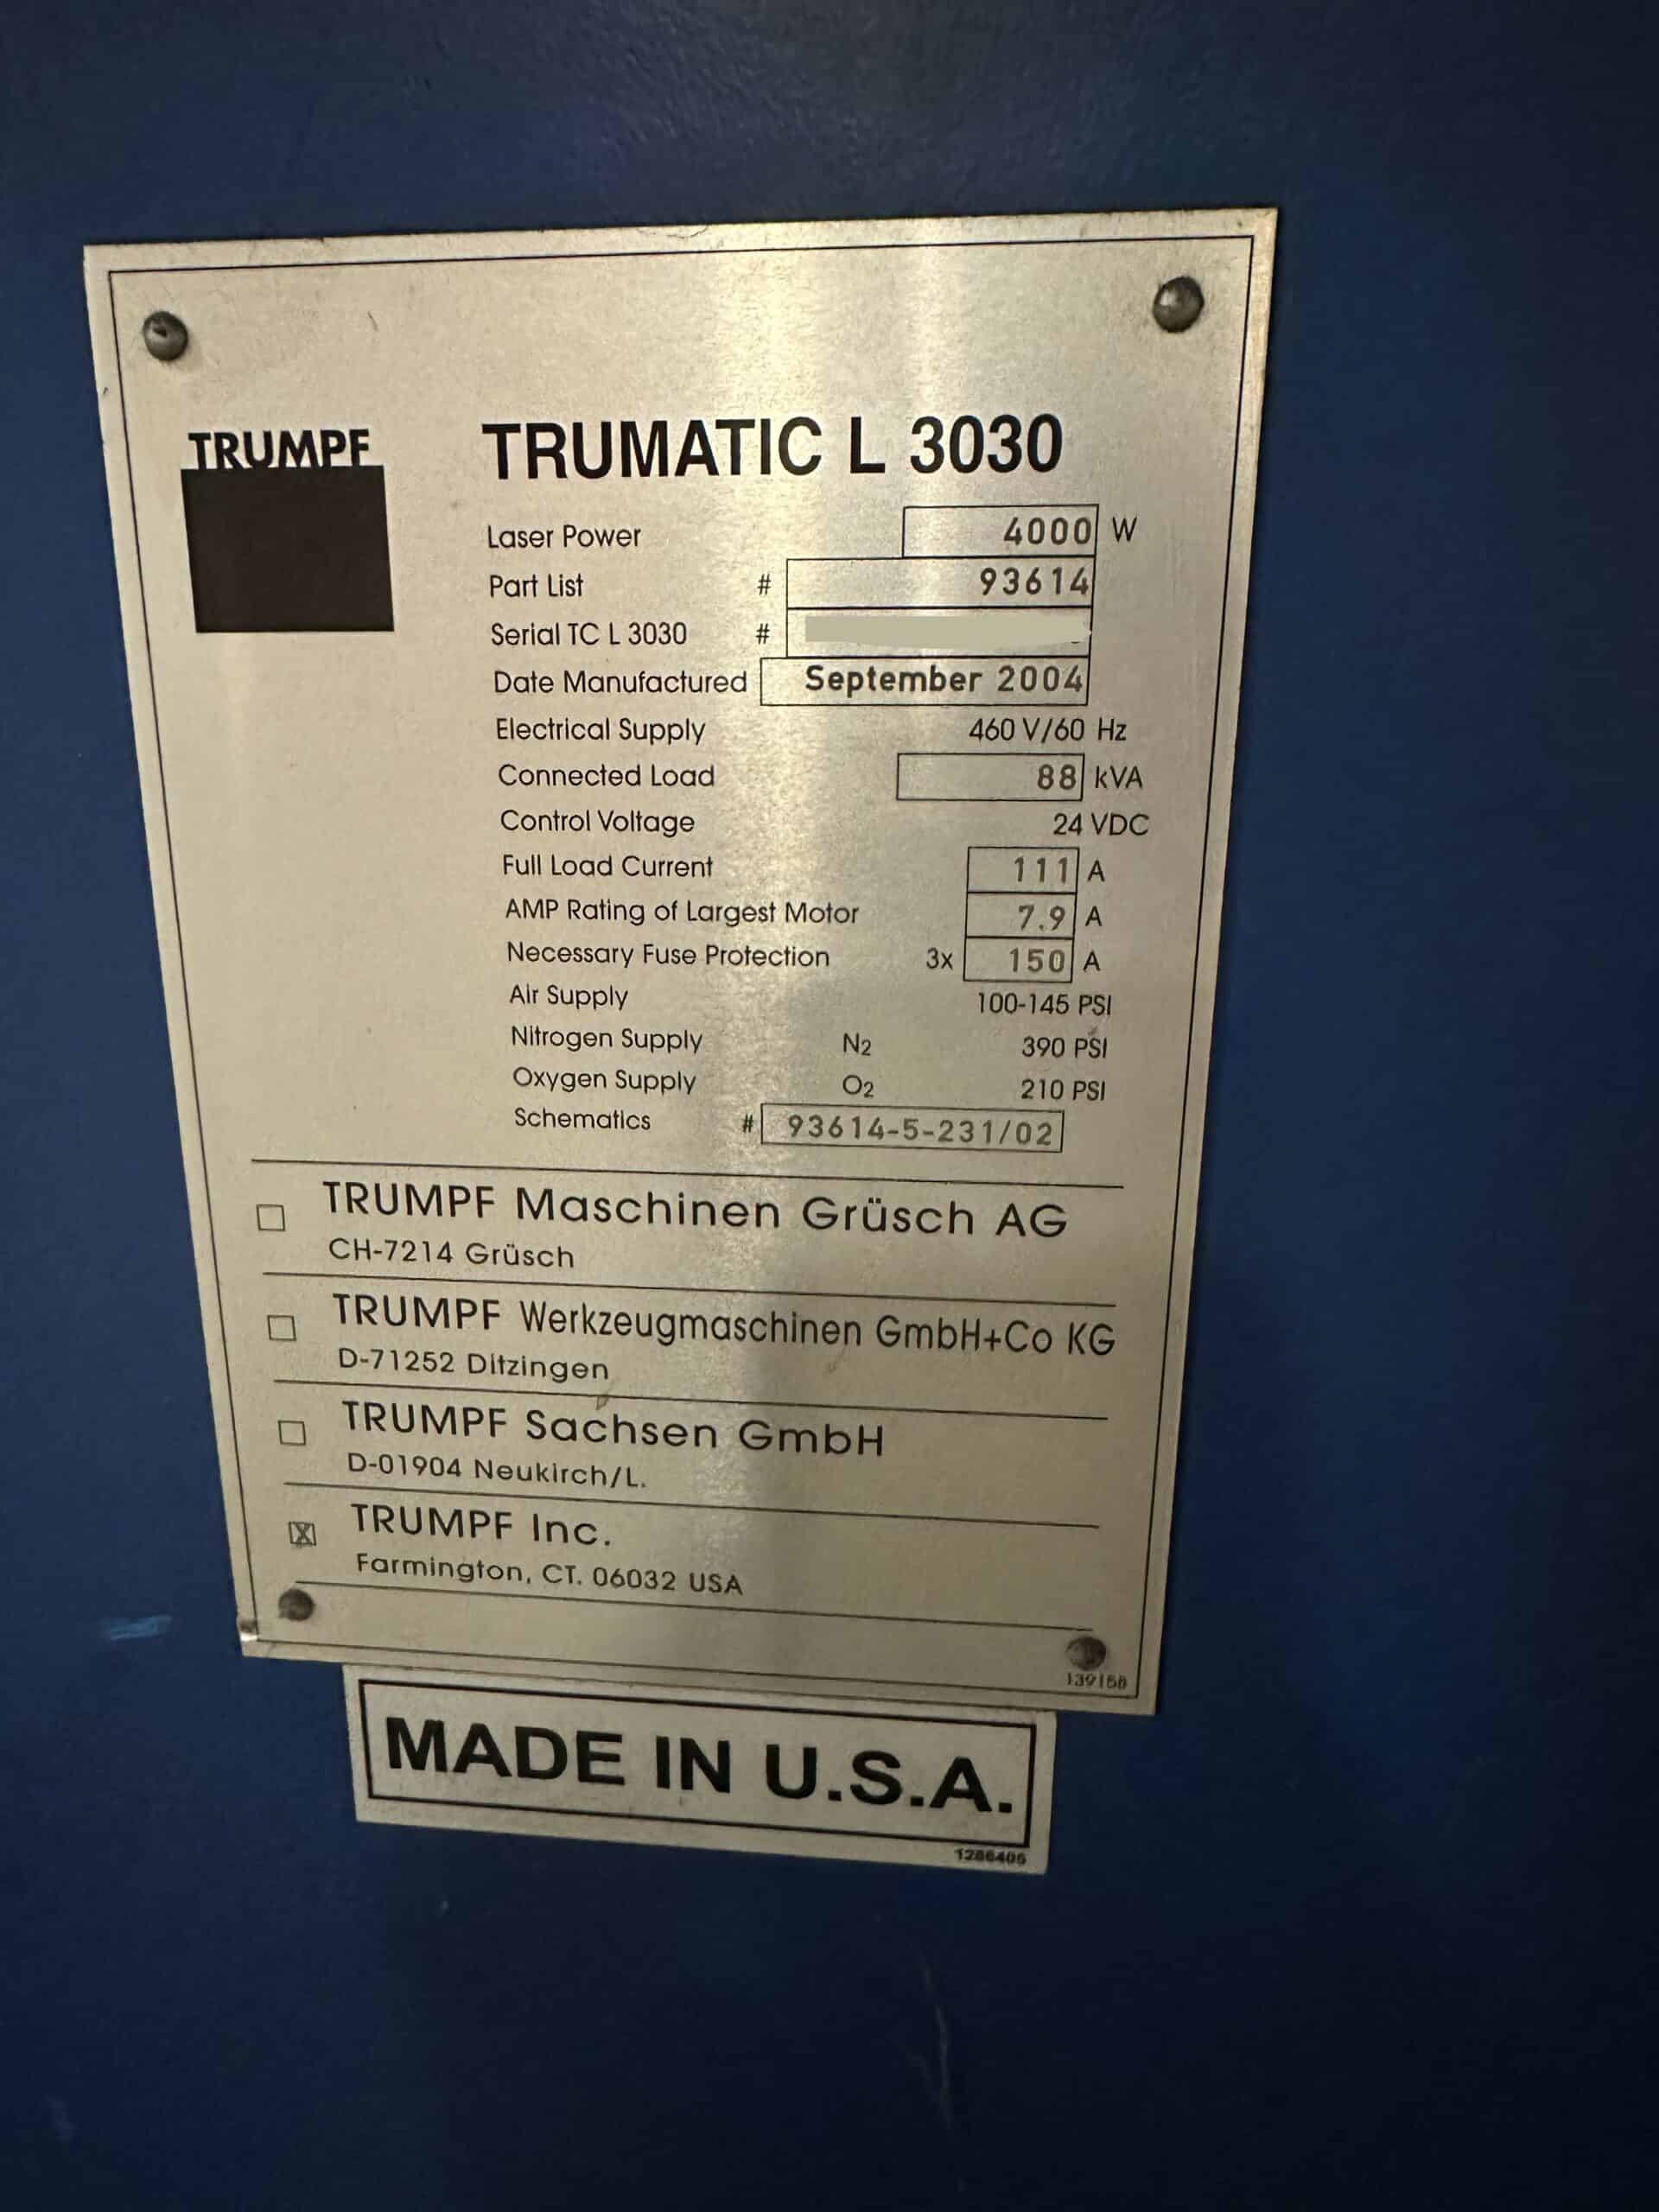 TRUMPF
TRUMATIC L 3030
Laser Power 4000 W
Part List # 93614
Serial TC L 3030 #
Date Manufactured September 2004
Electrical Supply 460 V/60 Hz
Connected Load 88 kVA
Control Voltage 24 VDC
Full Load Current 111 A
AMP Rating of Largest Motor 7.9 A
Necessary Fuse Protection 3x 150 A
Air Supply 100-145 PSI
Nitrogen Supply N2 390 PSI
Oxygen Supply O2 210 PSI
Schematics # 93614-5-231/02
TRUMPF Maschinen Grüsch AG
CH-7214 Grüsch
TRUMPF Werkzeugmaschinen GmbH+Co KG
D-71252 Ditzingen
TRUMPF Sachsen GmbH
D-01904 Neukirch/L.
TRUMPF Inc.
Farmington, CT. 06032 USA
MADE IN U.S.A.
1286406